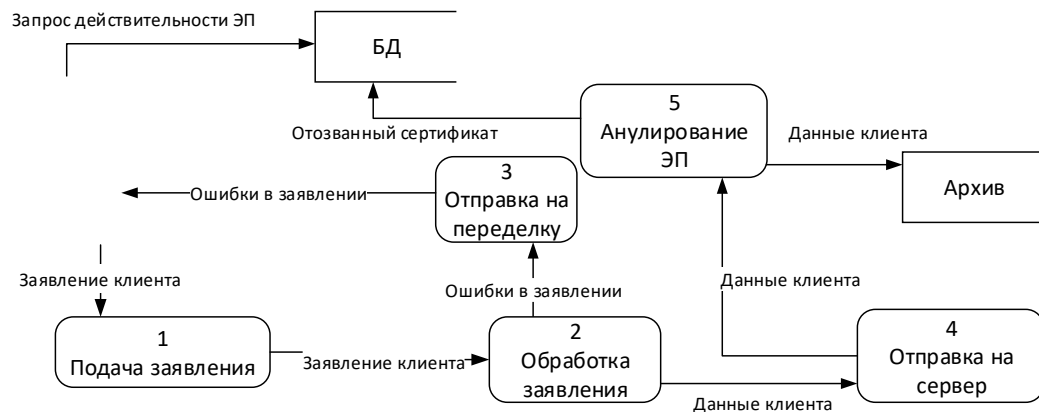 Запрос действительности ЭП
БД
5
Анулирование
ЭП
Отозванный сертификат
Данные клиента
Архив
3
Отправка на
переделку
Ошибки в заявлении
Заявление клиента
Данные клиента
Ошибки в заявлении
1
Подача заявления
Заявление клиента
2
Обработка
заявления
4
Отправка на
сервер
Данные клиента